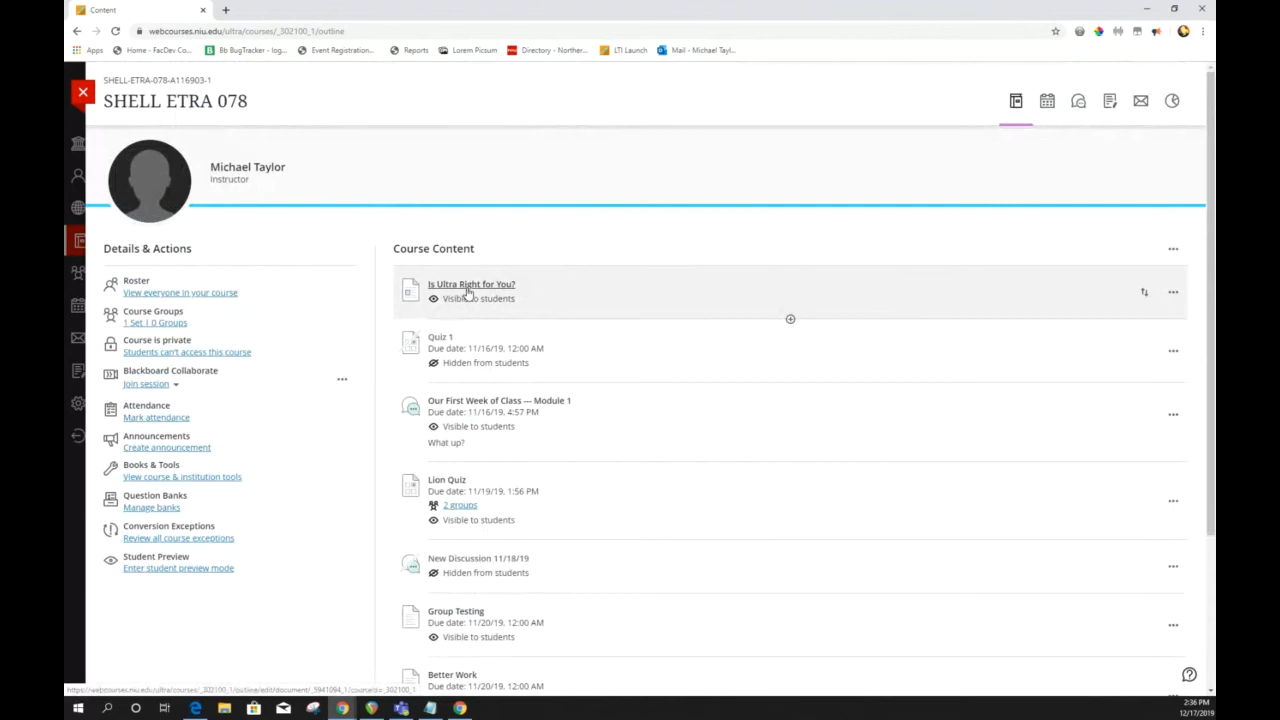 Content
webcourses.niu.edu/ultra/courses/_302100_1/outline
Apps
Home - FacDev Co...
Bb BugTracker - log...
Event Registration...
Reports
Lorem Picsum
Directory - Norther...
LTI Launch
Mail - Michael Tayl...
SHELL-ETRA-078-A116903-1
SHELL ETRA 078
Michael Taylor
Instructor
Details & Actions
Roster
View everyone in your course
Course Groups
1 Set | 0 Groups
Course is private
Students can't access this course
Blackboard Collaborate
Join session
Attendance
Mark attendance
Announcements
Create announcement
Books & Tools
View course & institution tools
Question Banks
Manage banks
Conversion Exceptions
Review all course exceptions
Student Preview
Enter student preview mode
Course Content
Is Ultra Right for You?
Visible to students
Quiz 1
Due date: 11/16/19, 12:00 AM
Hidden from students
Our First Week of Class --- Module 1
Due date: 11/16/19, 4:57 PM
Visible to students
What up?
Lion Quiz
Due date: 11/19/19, 1:56 PM
2 groups
Visible to students
New Discussion 11/18/19
Hidden from students
Group Testing
Due date: 11/20/19, 12:00 AM
Visible to students
Better Work
Due date: 11/20/19, 12:00 AM
2:36 PM
12/17/2019